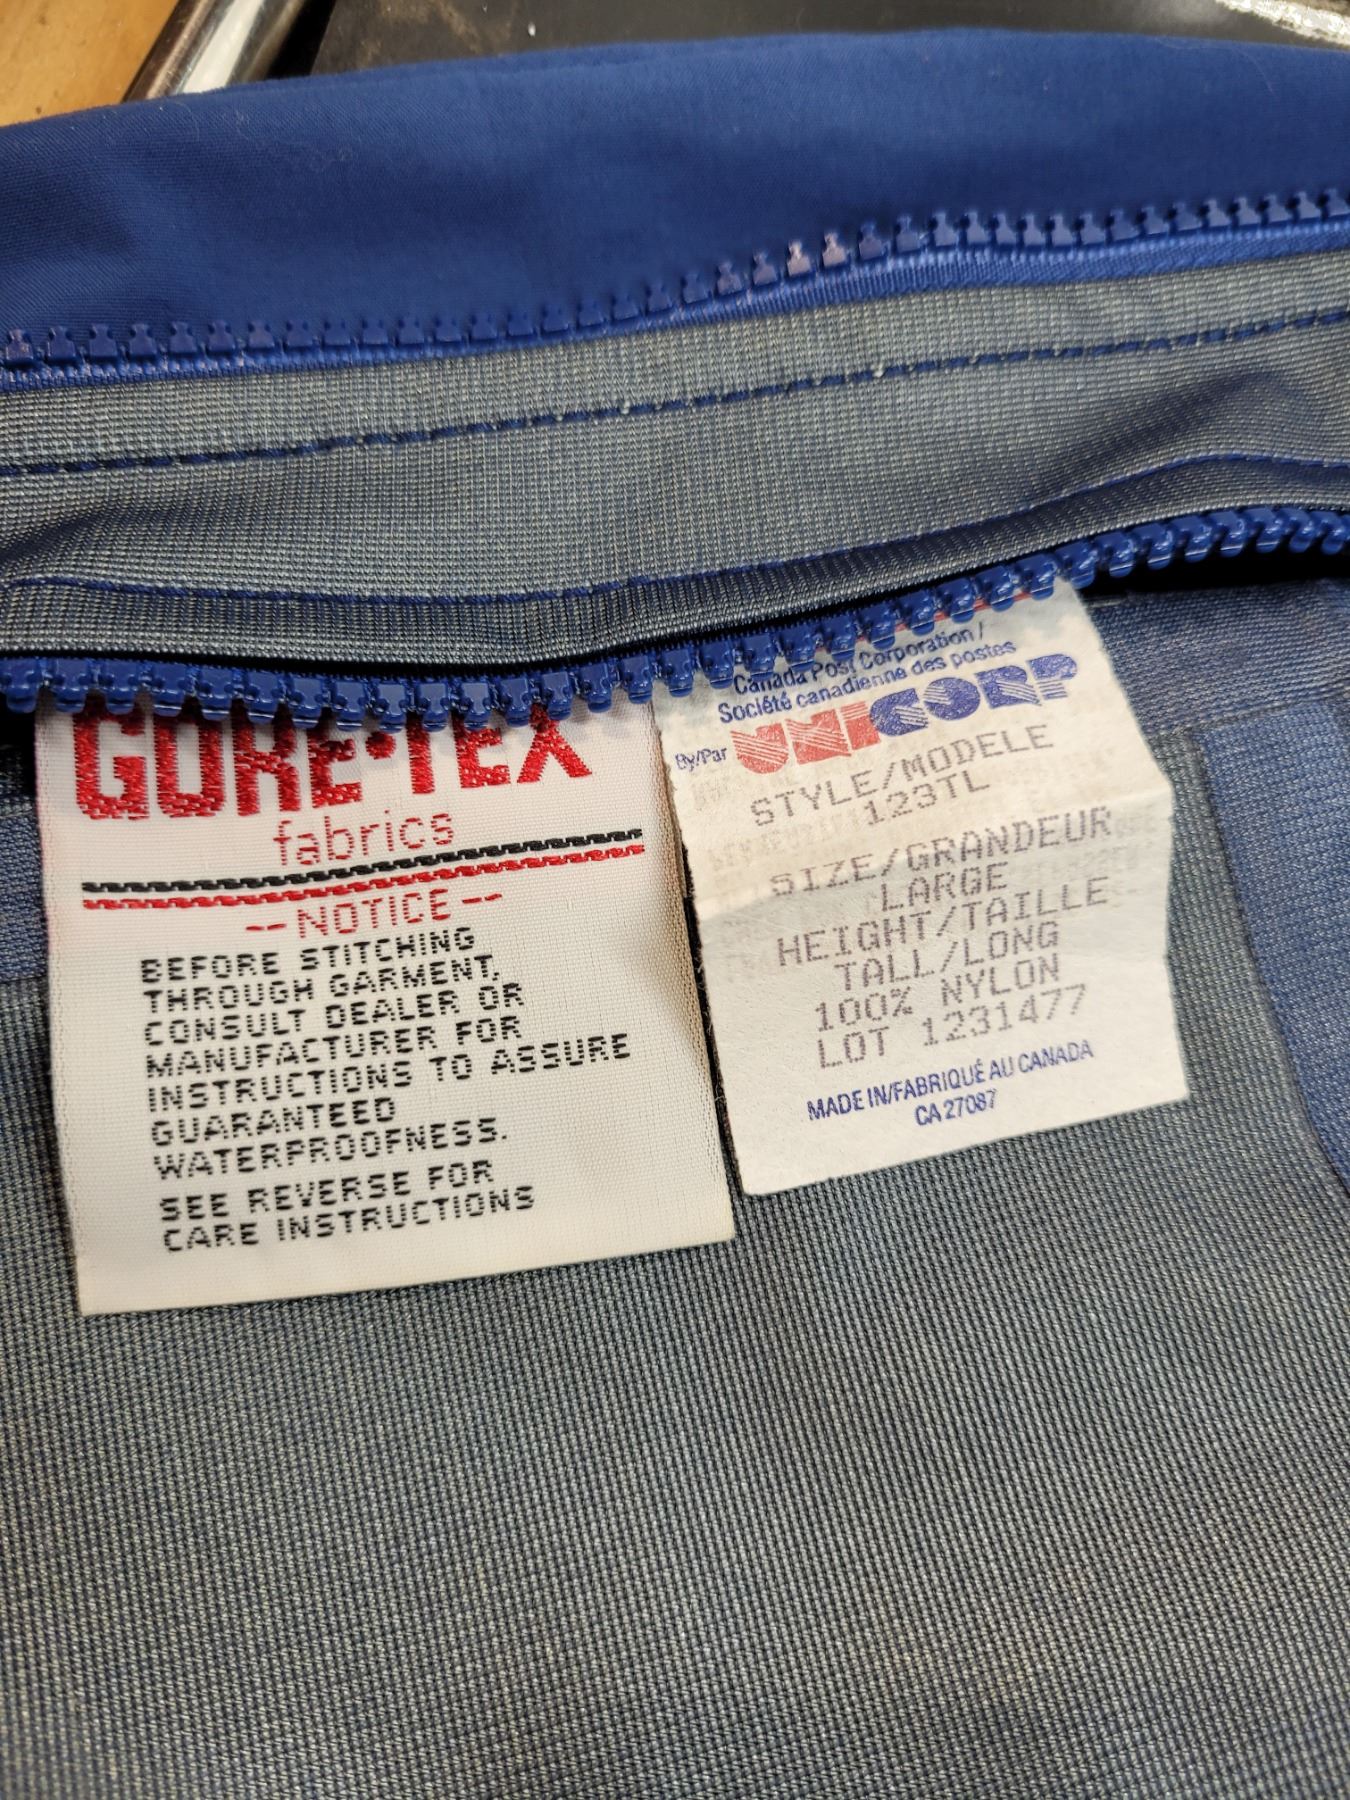 GORE-TEX
fabrics
--NOTICE--
BEFORE STITCHING
THROUGH GARMENT,
CONSULT DEALER OR
MANUFACTURER FOR
INSTRUCTIONS TO ASSURE
GUARANTEED
WATERPROOFNESS.
SEE REVERSE FOR
CARE INSTRUCTIONS
Canada Post Corporation /
Société canadienne des postes
By/Par UNICORP
STYLE/MODELE
123TL
SIZE/GRANDEUR
LARGE
HEIGHT/TAILLE
TALL/LONG
100% NYLON
LOT 1231477
MADE IN/FABRIQUÉ AU CANADA
CA 27087